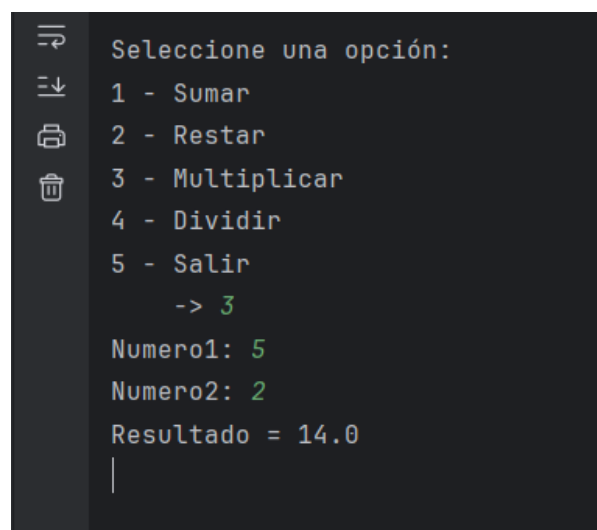 Seleccione una opción:
1 - Sumar
2 - Restar
3 - Multiplicar
4 - Dividir
5 - Salir
-> 3
Numero1: 5
Numero2: 2
Resultado = 14.0